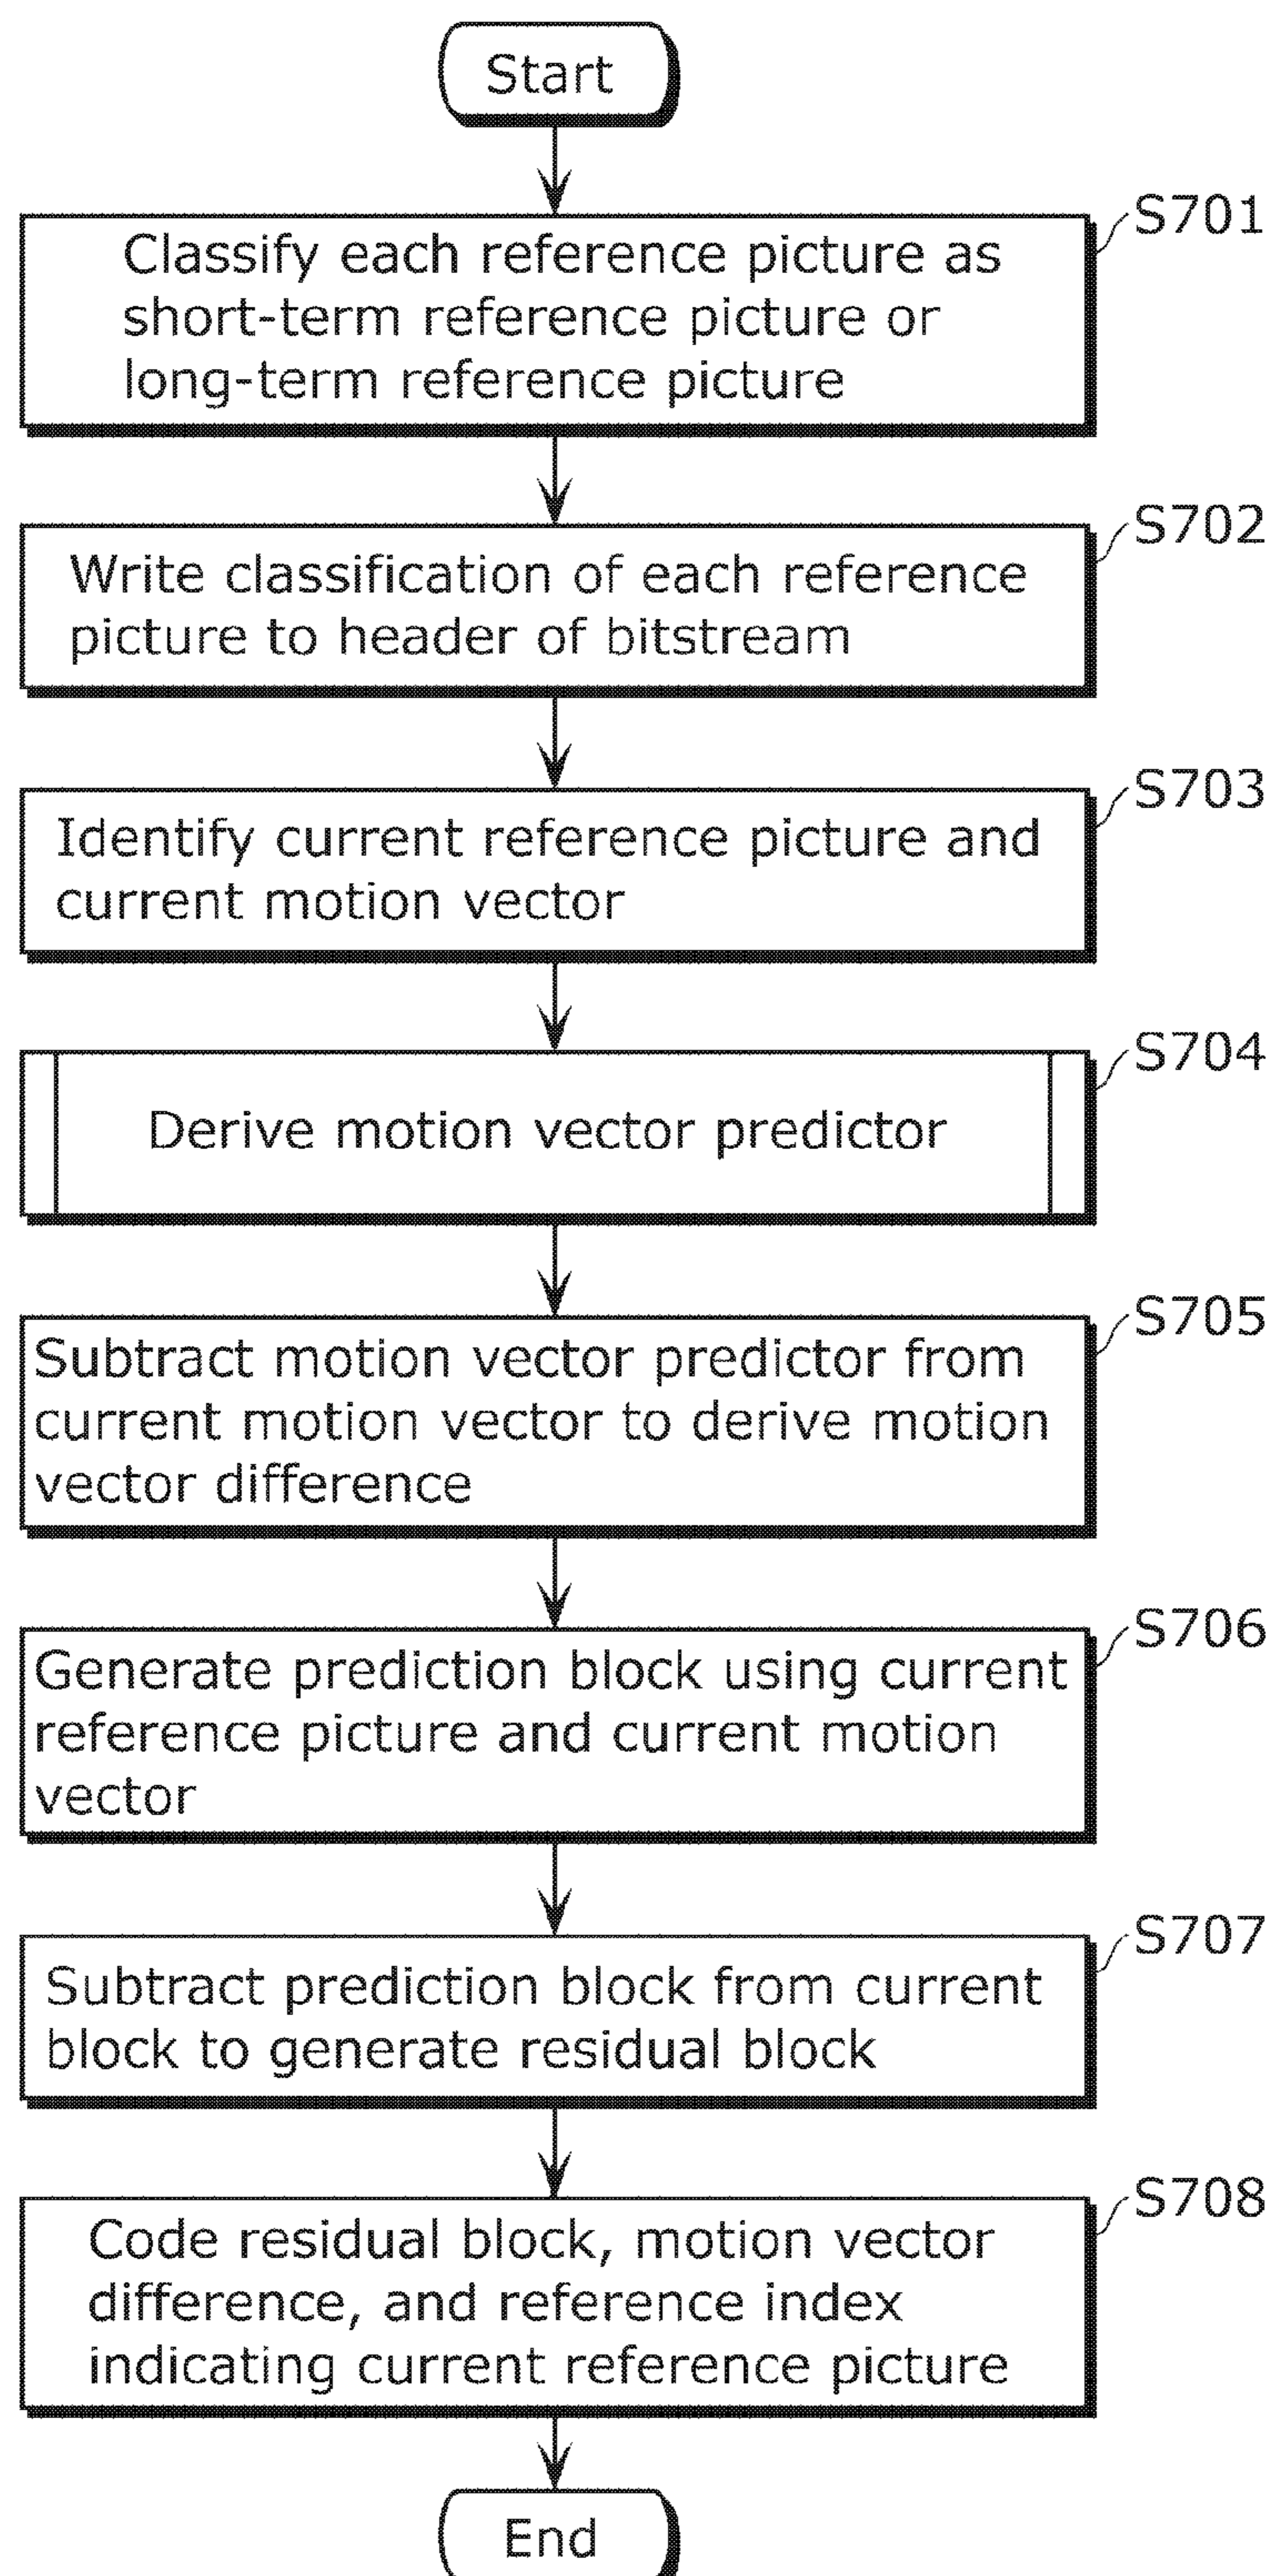 Start
S701
Classify each reference picture as
short-term reference picture or
long-term reference picture
S702
Write classification of each reference
picture to header of bitstream
S703
Identify current reference picture and
current motion vector
S704
Derive motion vector predictor
S705
Subtract motion vector predictor from
current motion vector to derive motion
vector difference
S706
Generate prediction block using current
reference picture and current motion
vector
S707
Subtract prediction block from current
block to generate residual block
S708
Code residual block, motion vector
difference, and reference index
indicating current reference picture
End